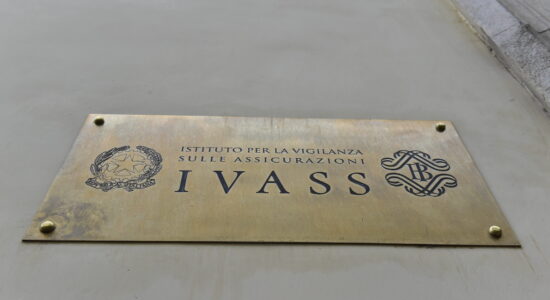 ISTITUTO PER LA VIGILANZA
SULLE ASSICURAZIONI
IVASS